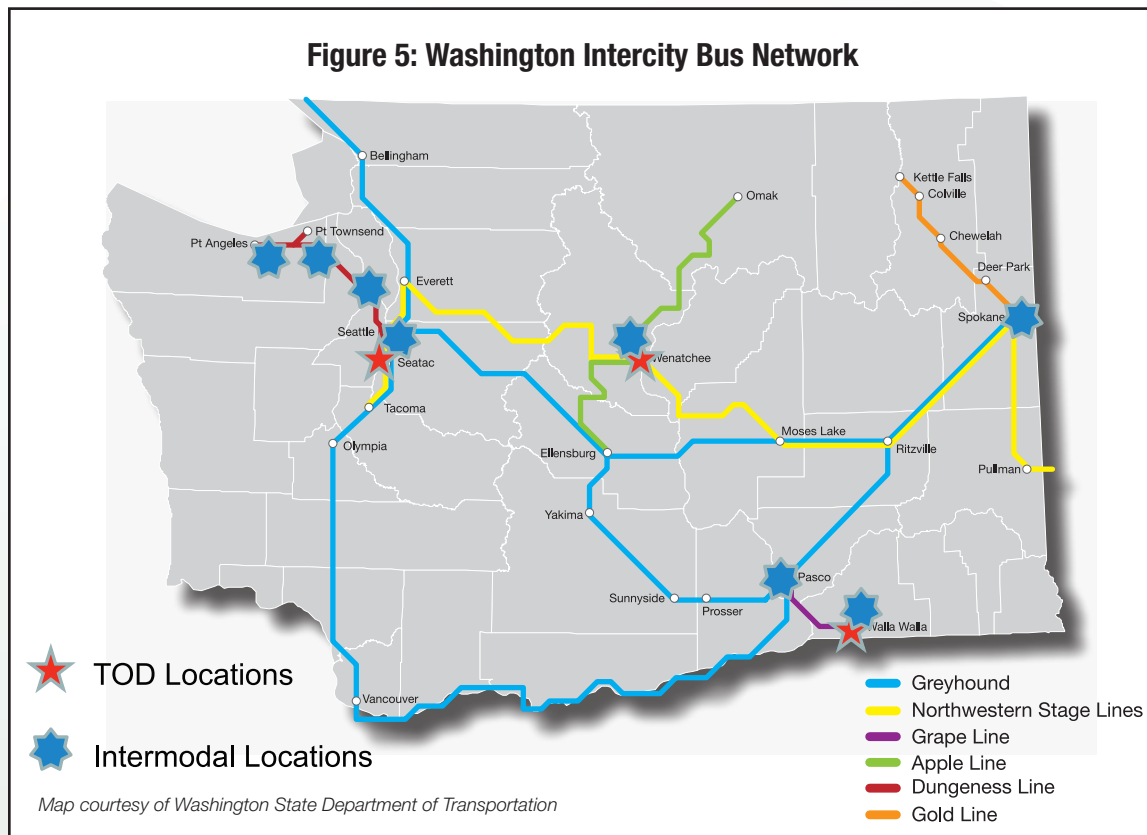 Figure 5: Washington Intercity Bus Network
Bellingham
Kettle Falls
Colville
Omak
Pt Townsend
Pt Angeles
Chewelah
Deer Park
Everett
Spokane
Seattle
Seatac
Wenatchee
Tacoma
Moses Lake
Olympia
Ellensburg
Ritzville
Pullman
Yakima
Pasco
Sunnyside
Prosser
Walla Walla
Vancouver
TOD Locations
Intermodal Locations
Greyhound
Northwestern Stage Lines
Grape Line
Apple Line
Dungeness Line
Gold Line
Map courtesy of Washington State Department of Transportation